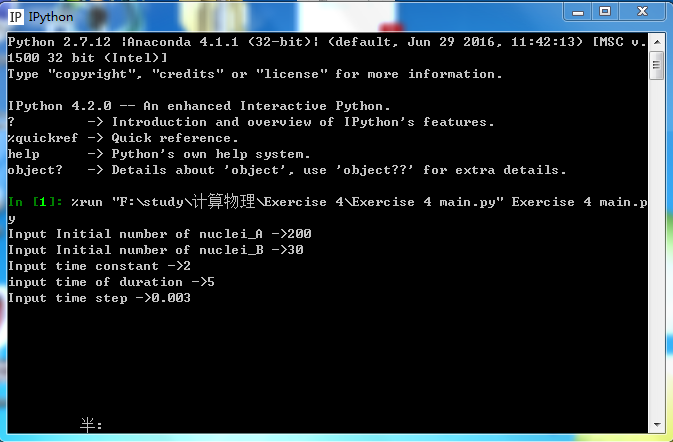 IP IPython
Python 2.7.12 |Anaconda 4.1.1 (32-bit)| (default, Jun 29 2016, 11:42:13) [MSC v.
1500 32 bit (Intel)]
Type "copyright", "credits" or "license" for more information.
IPython 4.2.0 -- An enhanced Interactive Python.
? -> Introduction and overview of IPython's features.
%quickref -> Quick reference.
help -> Python's own help system.
object? -> Details about 'object', use 'object??' for extra details.
In [1]: %run "F:\study\计算物理\Exercise 4\Exercise 4 main.py" Exercise 4 main.p
y
Input Initial number of nuclei_A ->200
Input Initial number of nuclei_B ->30
Input time constant ->2
input time of duration ->5
Input time step ->0.003
半: